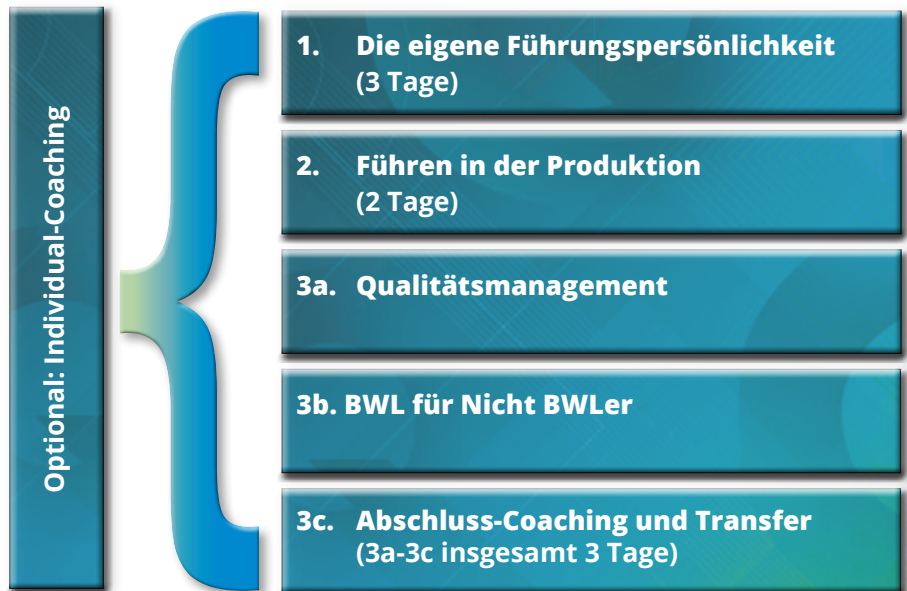 Optional: Individual-Coaching
1. Die eigene Führungspersönlichkeit
(3 Tage)
2. Führen in der Produktion
(2 Tage)
3a. Qualitätsmanagement
3b. BWL für Nicht BWLer
3c. Abschluss-Coaching und Transfer
(3a-3c insgesamt 3 Tage)